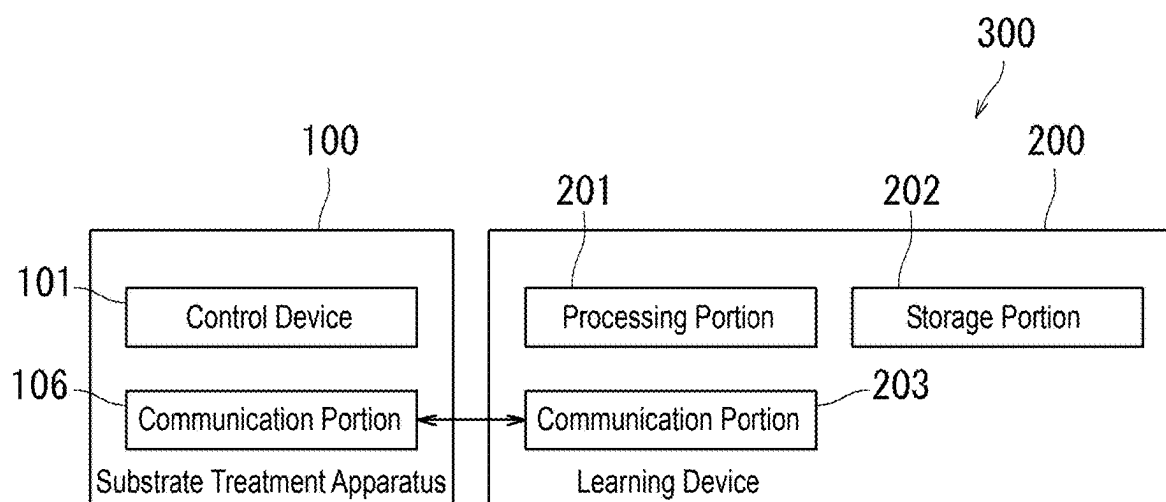 300
100
200
201
202
101
Control Device
Processing Portion
Storage Portion
106
Communication Portion
Communication Portion
203
Substrate Treatment Apparatus
Learning Device